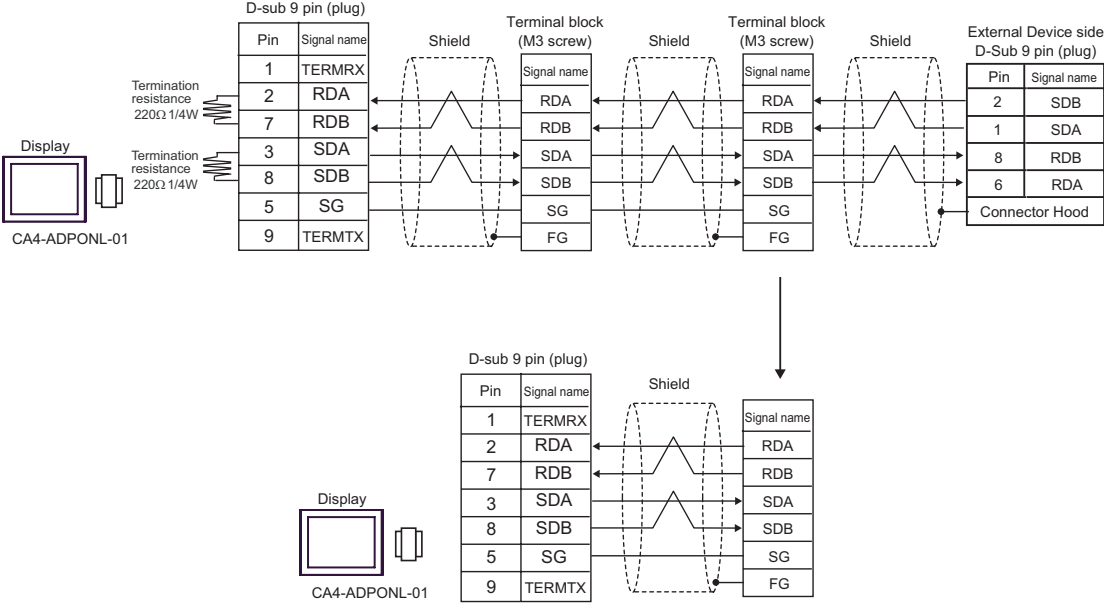 D-sub 9 pin (plug)
Pin Signal name
1 TERMRX
2 RDA
7 RDB
3 SDA
8 SDB
5 SG
9 TERMTX
Termination
resistance
220Ω 1/4W
Termination
resistance
220Ω 1/4W
Display
CA4-ADPONL-01
Shield
Terminal block
(M3 screw)
Signal name
RDA
RDB
SDA
SDB
SG
FG
Shield
Terminal block
(M3 screw)
Signal name
RDA
RDB
SDA
SDB
SG
FG
Shield
External Device side
D-Sub 9 pin (plug)
Pin Signal name
2 SDB
1 SDA
8 RDB
6 RDA
Connector Hood
D-sub 9 pin (plug)
Pin Signal name
1 TERMRX
2 RDA
7 RDB
3 SDA
8 SDB
5 SG
9 TERMTX
Display
CA4-ADPONL-01
Shield
Signal name
RDA
RDB
SDA
SDB
SG
FG